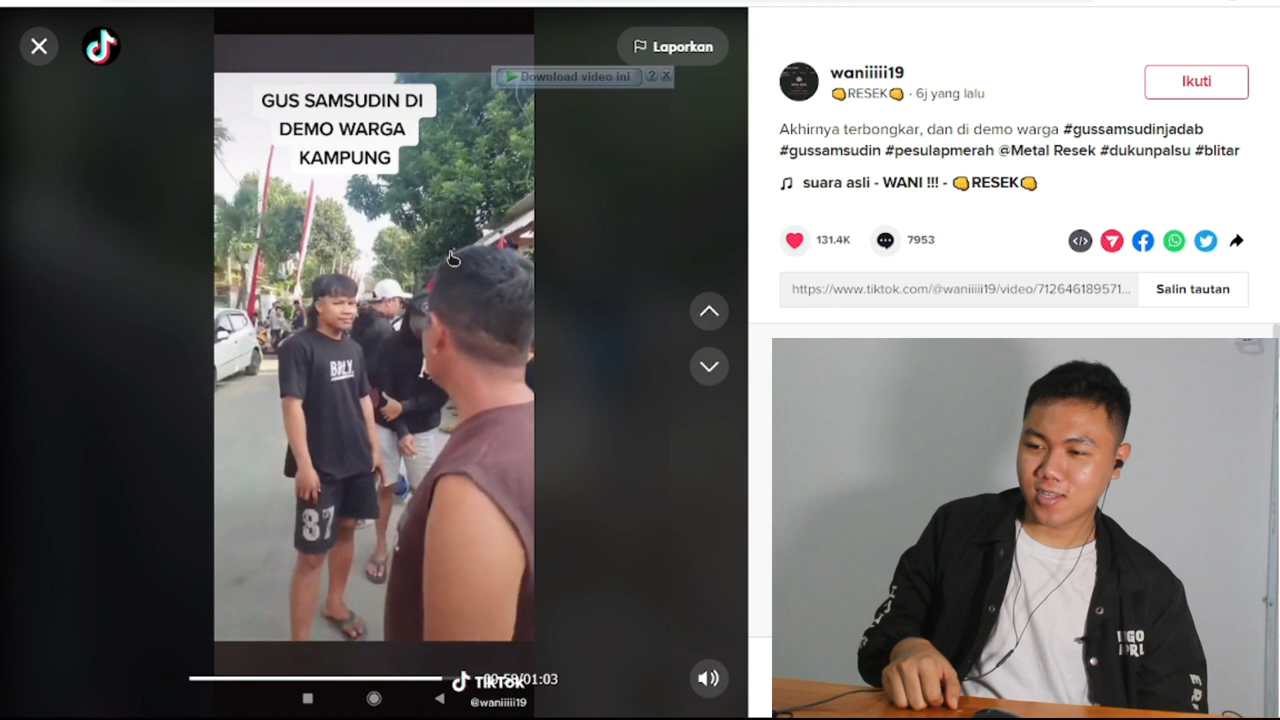 Laporkan
Download video ini
?
GUS SAMSUDIN DI
DEMO WARGA
KAMPUNG
BRLY.
87
TikTok
/01:03
@waniiiii19
waniiiii19
Ikuti
RESEK · 6j yang lalu
Akhirnya terbongkar, dan di demo warga #gussamsudinjadab
#gussamsudin #pesulapmerah @Metal Resek #dukunpalsu #blitar
suara asli - WANI !!! - RESEK
131.4K
7953
https://www.tiktok.com/@waniiiii19/video/712646189571...
Salin tautan